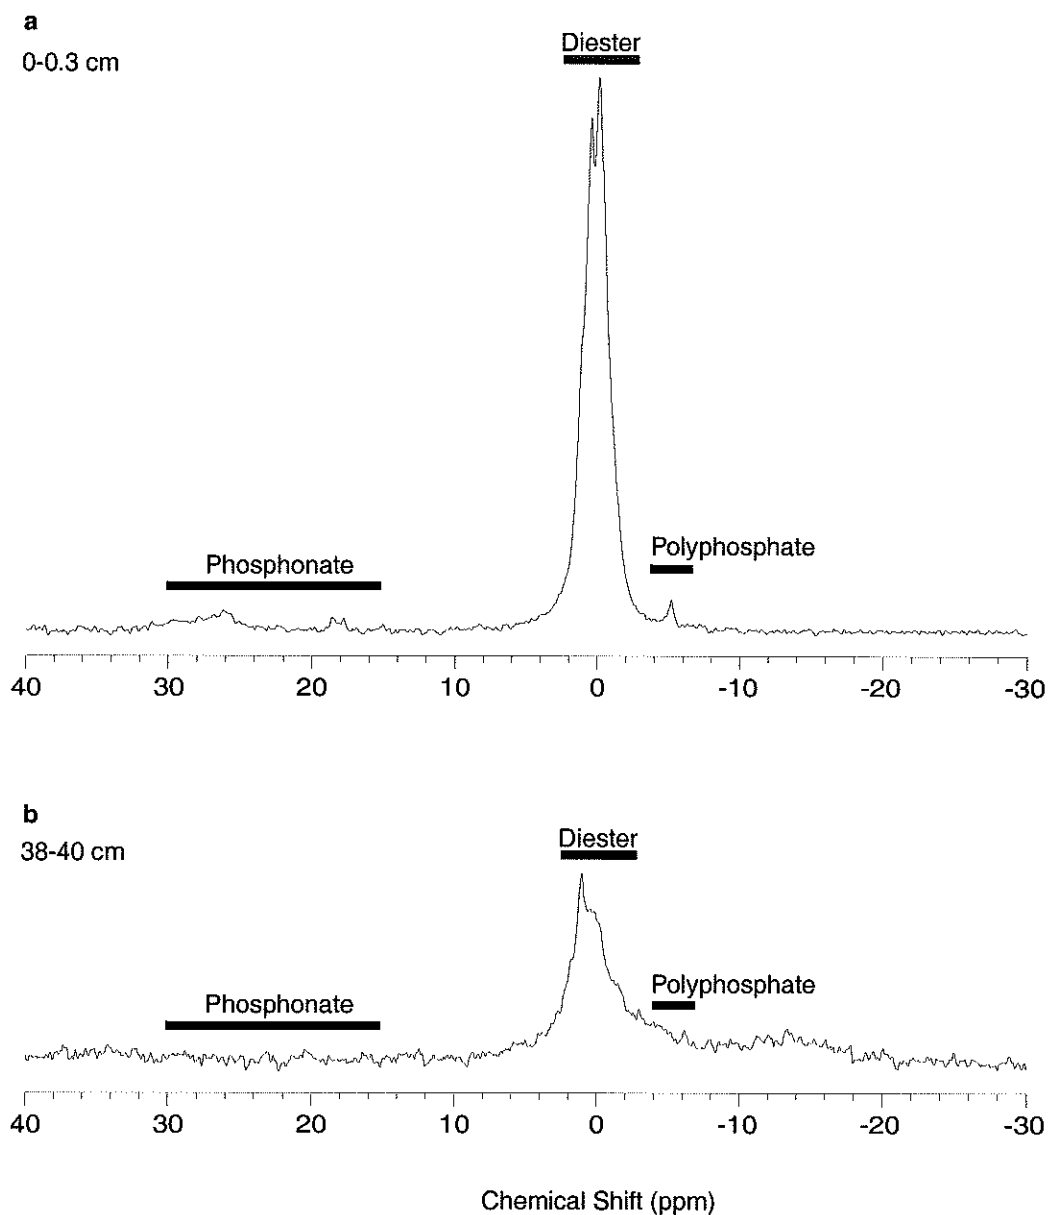 a
0-0.3 cm
Diester
Phosphonate
Polyphosphate
40 30 20 10 0 -10 -20 -30
b
38-40 cm
Diester
Phosphonate
Polyphosphate
40 30 20 10 0 -10 -20 -30
Chemical Shift (ppm)